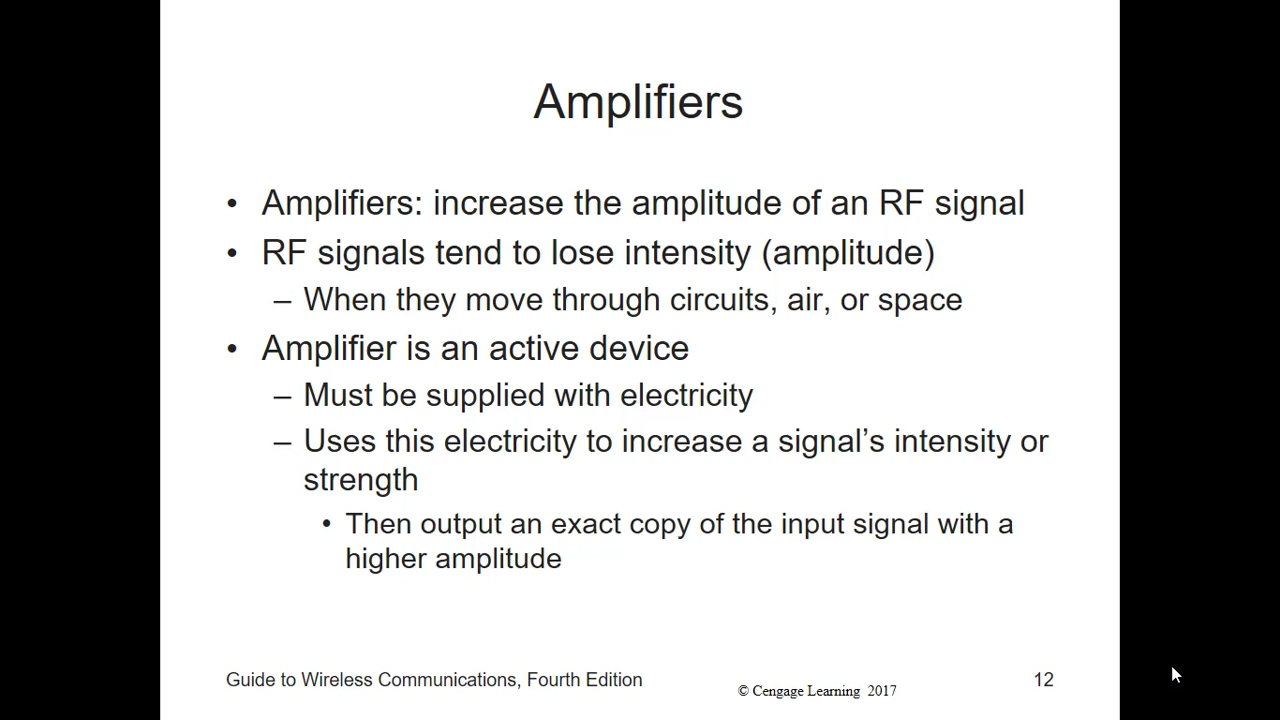 Amplifiers
• Amplifiers: increase the amplitude of an RF signal
• RF signals tend to lose intensity (amplitude)
– When they move through circuits, air, or space
• Amplifier is an active device
– Must be supplied with electricity
– Uses this electricity to increase a signal’s intensity or
strength
• Then output an exact copy of the input signal with a
higher amplitude
Guide to Wireless Communications, Fourth Edition
© Cengage Learning 2017
12